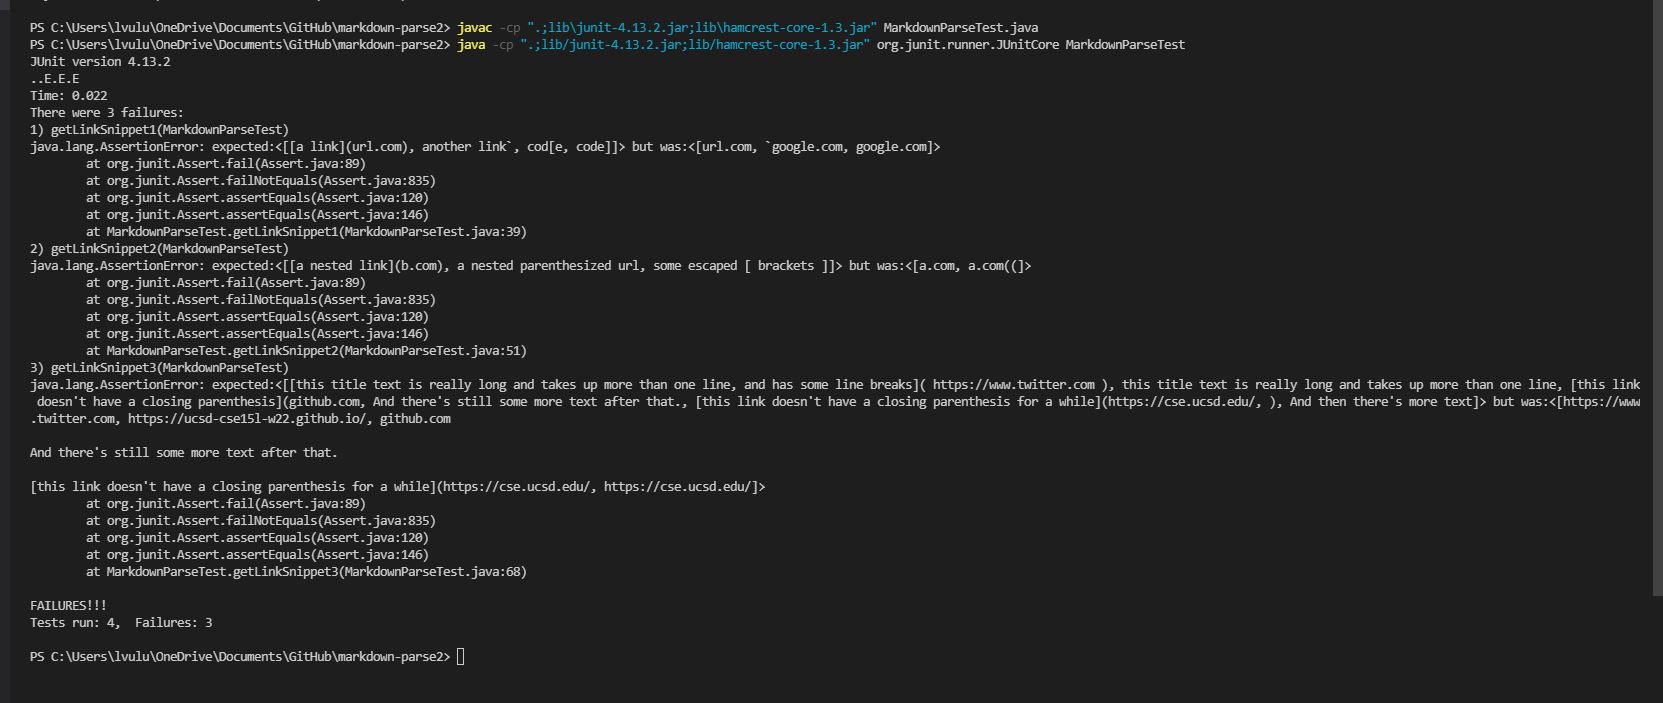 PS C:\Users\lvulu\OneDrive\Documents\GitHub\markdown-parse2> javac -cp ".;lib\junit-4.13.2.jar;lib\hamcrest-core-1.3.jar" MarkdownParseTest.java
PS C:\Users\lvulu\OneDrive\Documents\GitHub\markdown-parse2> java -cp ".;lib/junit-4.13.2.jar;lib/hamcrest-core-1.3.jar" org.junit.runner.JUnitCore MarkdownParseTest
JUnit version 4.13.2
..E.E.E
Time: 0.022
There were 3 failures:
1) getLinkSnippet1(MarkdownParseTest)
java.lang.AssertionError: expected:<[[a link](url.com), another link`, cod[e, code]]> but was:<[url.com, `google.com, google.com]>
        at org.junit.Assert.fail(Assert.java:89)
        at org.junit.Assert.failNotEquals(Assert.java:835)
        at org.junit.Assert.assertEquals(Assert.java:120)
        at org.junit.Assert.assertEquals(Assert.java:146)
        at MarkdownParseTest.getLinkSnippet1(MarkdownParseTest.java:39)
2) getLinkSnippet2(MarkdownParseTest)
java.lang.AssertionError: expected:<[[a nested link](b.com), a nested parenthesized url, some escaped [ brackets ]]> but was:<[a.com, a.com((]>
        at org.junit.Assert.fail(Assert.java:89)
        at org.junit.Assert.failNotEquals(Assert.java:835)
        at org.junit.Assert.assertEquals(Assert.java:120)
        at org.junit.Assert.assertEquals(Assert.java:146)
        at MarkdownParseTest.getLinkSnippet2(MarkdownParseTest.java:51)
3) getLinkSnippet3(MarkdownParseTest)
java.lang.AssertionError: expected:<[[this title text is really long and takes up more than one line, and has some line breaks]( https://www.twitter.com ), this title text is really long and takes up more than one line, [this link
 doesn't have a closing parenthesis](github.com, And there's still some more text after that., [this link doesn't have a closing parenthesis for a while](https://cse.ucsd.edu/, ), And then there's more text]> but was:<[https://www
.twitter.com, https://ucsd-cse15l-w22.github.io/, github.com
And there's still some more text after that.
[this link doesn't have a closing parenthesis for a while](https://cse.ucsd.edu/, https://cse.ucsd.edu/]>
        at org.junit.Assert.fail(Assert.java:89)
        at org.junit.Assert.failNotEquals(Assert.java:835)
        at org.junit.Assert.assertEquals(Assert.java:120)
        at org.junit.Assert.assertEquals(Assert.java:146)
        at MarkdownParseTest.getLinkSnippet3(MarkdownParseTest.java:68)
FAILURES!!!
Tests run: 4,  Failures: 3
PS C:\Users\lvulu\OneDrive\Documents\GitHub\markdown-parse2>